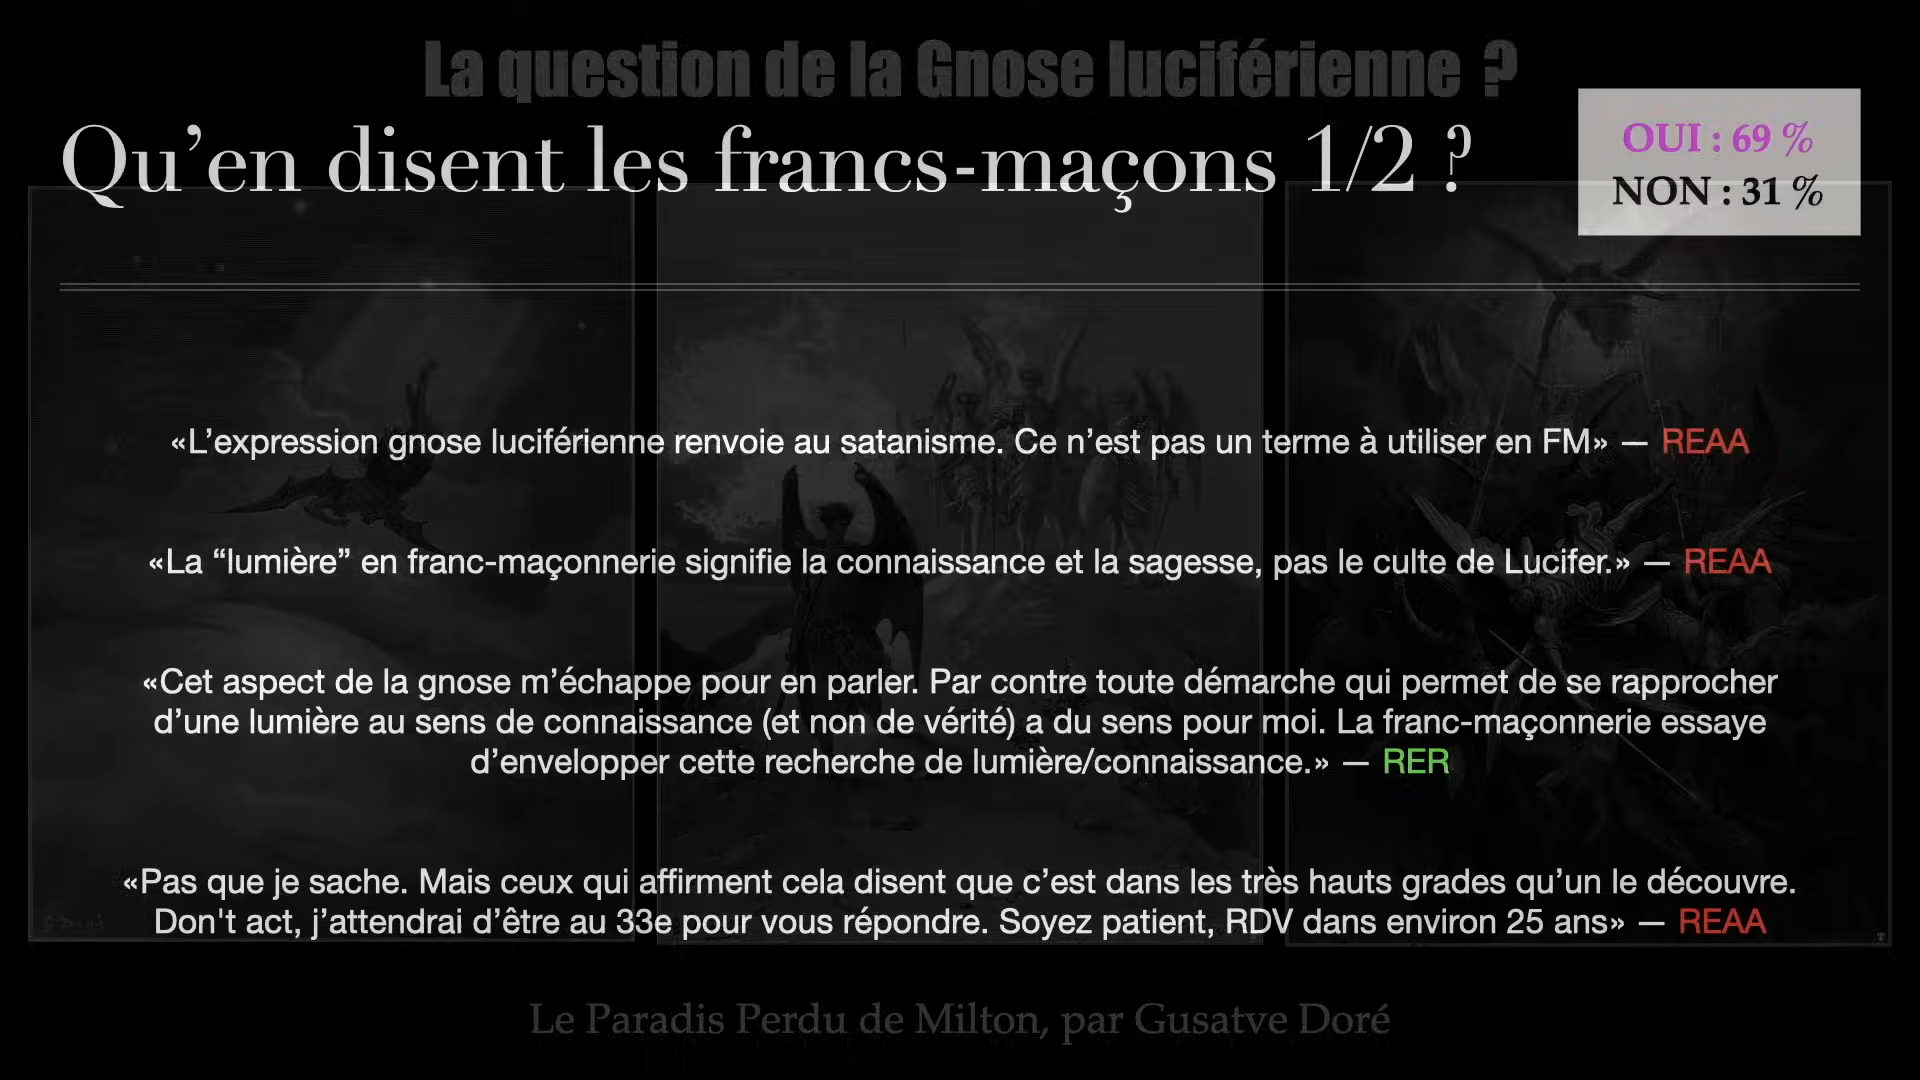 La question de la Gnose luciférienne ?
Qu’en disent les francs-maçons 1/2 ?
OUI : 69 %
NON : 31 %
«L’expression gnose luciférienne renvoie au satanisme. Ce n’est pas un terme à utiliser en FM» — REAA
«La “lumière” en franc-maçonnerie signifie la connaissance et la sagesse, pas le culte de Lucifer.» — REAA
«Cet aspect de la gnose m’échappe pour en parler. Par contre toute démarche qui permet de se rapprocher
d’une lumière au sens de connaissance (et non de vérité) a du sens pour moi. La franc-maçonnerie essaye
d’envelopper cette recherche de lumière/connaissance.» — RER
«Pas que je sache. Mais ceux qui affirment cela disent que c’est dans les très hauts grades qu’un le découvre.
Don't act, j’attendrai d’être au 33e pour vous répondre. Soyez patient, RDV dans environ 25 ans» — REAA
Le Paradis Perdu de Milton, par Gusatve Doré